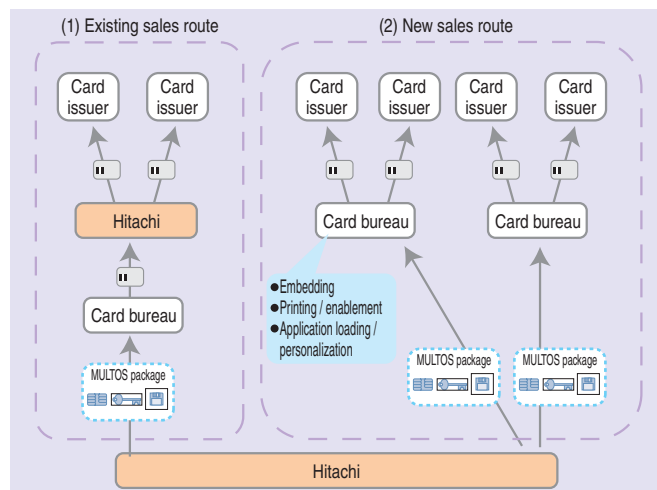 (1) Existing sales route
Card
issuer
Card
issuer
Hitachi
Card bureau
MULTOS package
(2) New sales route
Card
issuer
Card
issuer
Card
issuer
Card
issuer
Card bureau
Card bureau
●Embedding
●Printing / enablement
●Application loading /
personalization
MULTOS package
MULTOS package
Hitachi